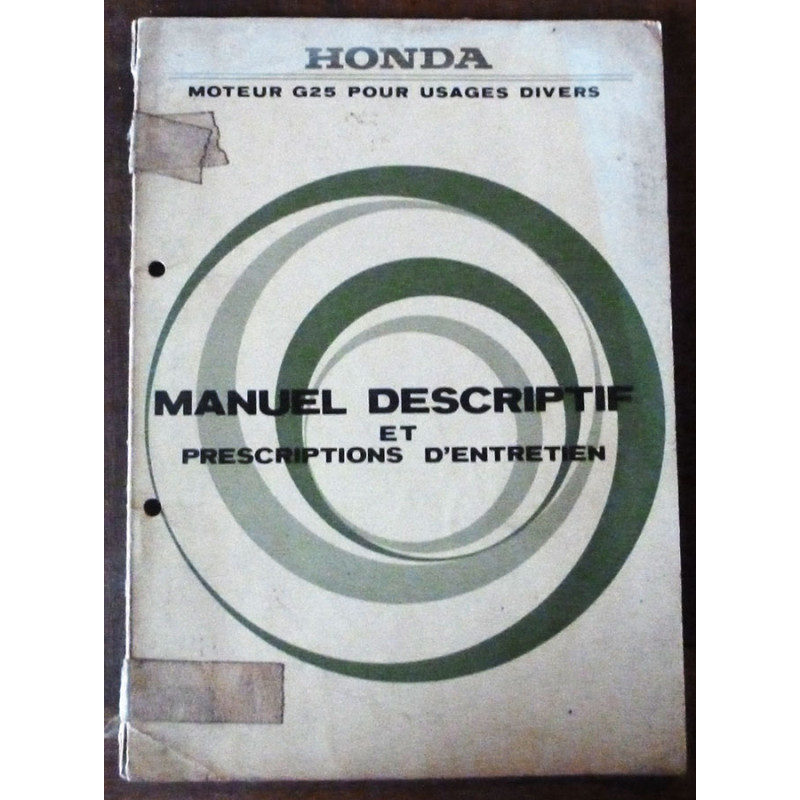 HONDA
MOTEUR G25 POUR USAGES DIVERS
MANUEL DESCRIPTIF
ET
PRESCRIPTIONS D'ENTRETIEN